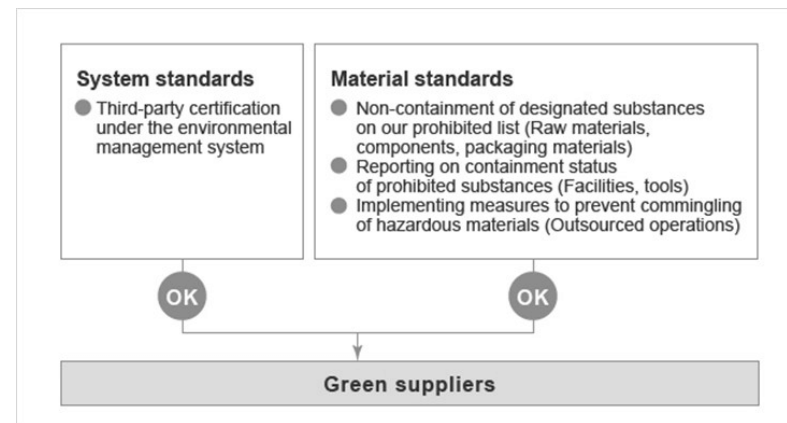 System standards
Third-party certification
under the environmental
management system
Material standards
Non-containment of designated substances
on our prohibited list (Raw materials,
components, packaging materials)
Reporting on containment status
of prohibited substances (Facilities, tools)
Implementing measures to prevent commingling
of hazardous materials (Outsourced operations)
OK
OK
Green suppliers